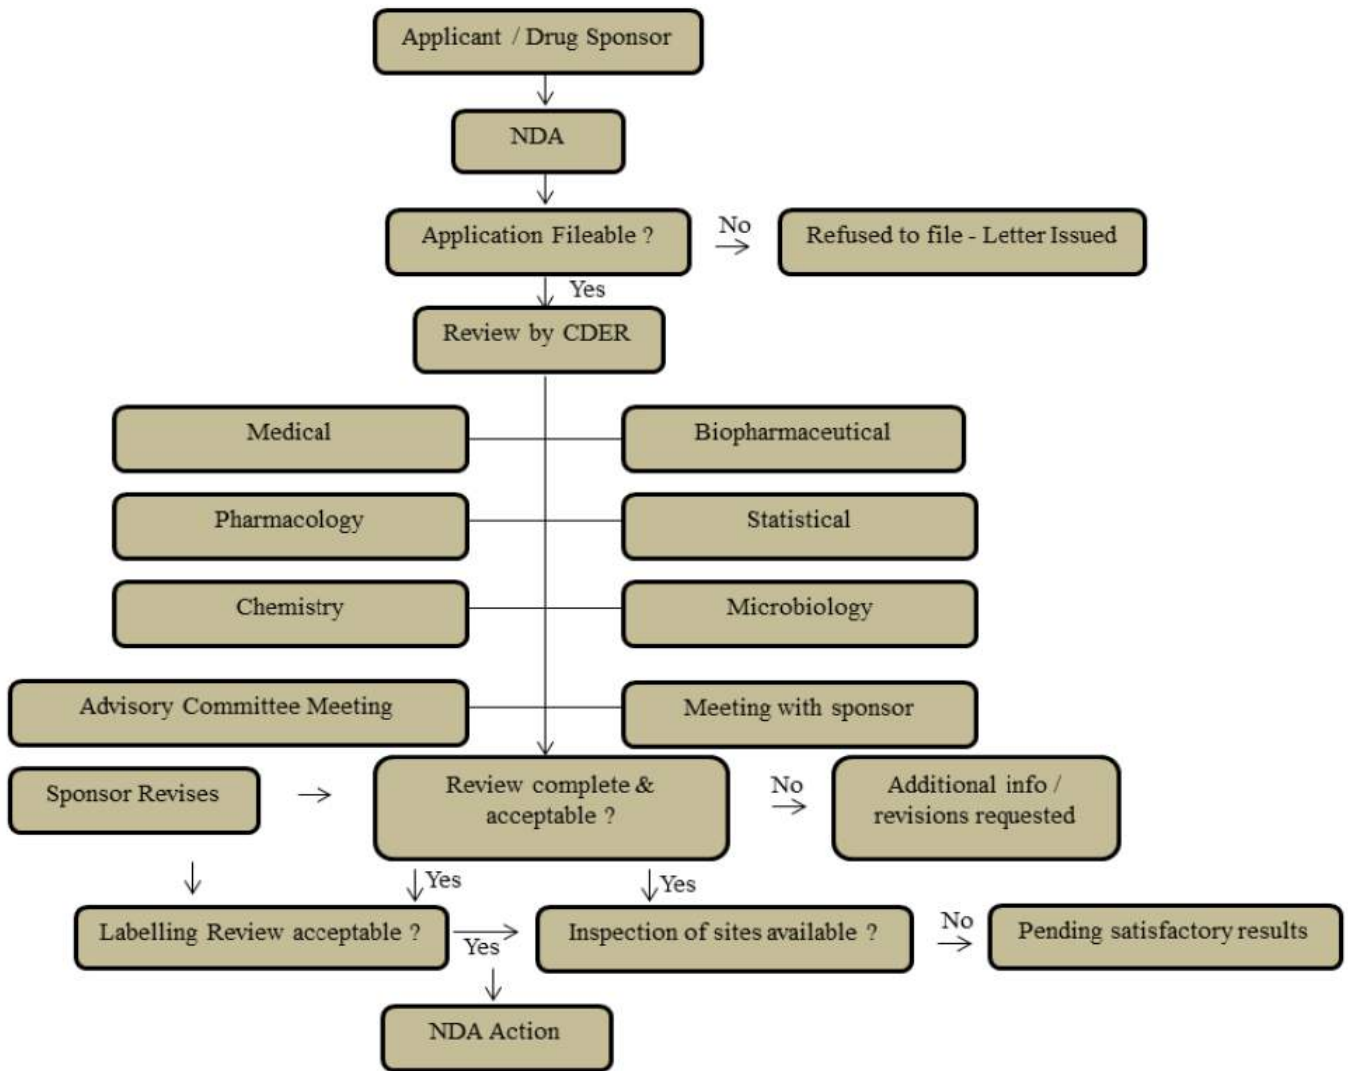 Applicant / Drug Sponsor
NDA
Application Fileable ?
No
Refused to file - Letter Issued
Yes
Review by CDER
Medical
Biopharmaceutical
Pharmacology
Statistical
Chemistry
Microbiology
Advisory Committee Meeting
Meeting with sponsor
Sponsor Revises
Review complete &
acceptable ?
No
Additional info /
revisions requested
Yes
Yes
Labelling Review acceptable ?
Yes
Inspection of sites available ?
No
Pending satisfactory results
NDA Action